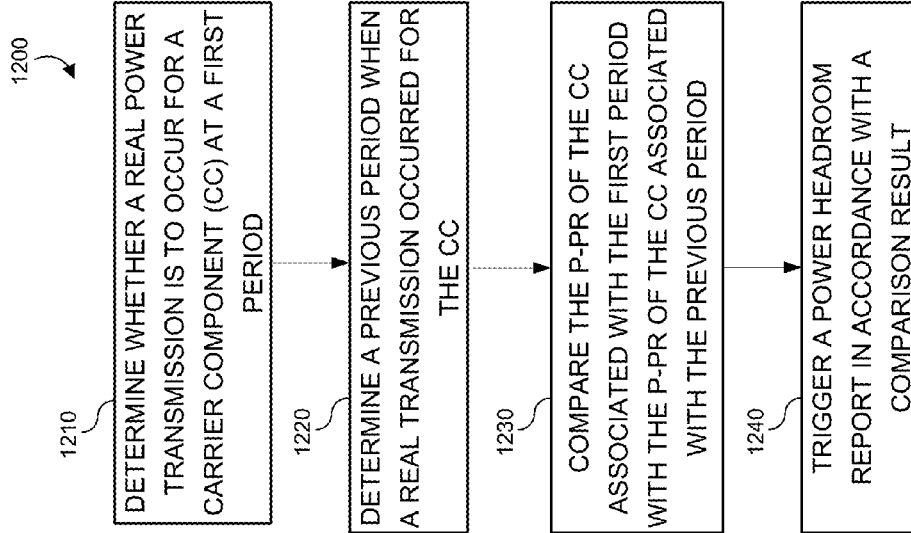 1200
1210
DETERMINE WHETHER A REAL POWER
TRANSMISSION IS TO OCCUR FOR A
CARRIER COMPONENT (CC) AT A FIRST
PERIOD
1220
DETERMINE A PREVIOUS PERIOD WHEN
A REAL TRANSMISSION OCCURRED FOR
THE CC
1230
COMPARE THE P-PR OF THE CC
ASSOCIATED WITH THE FIRST PERIOD
WITH THE P-PR OF THE CC ASSOCIATED
WITH THE PREVIOUS PERIOD
1240
TRIGGER A POWER HEADROOM
REPORT IN ACCORDANCE WITH A
COMPARISON RESULT